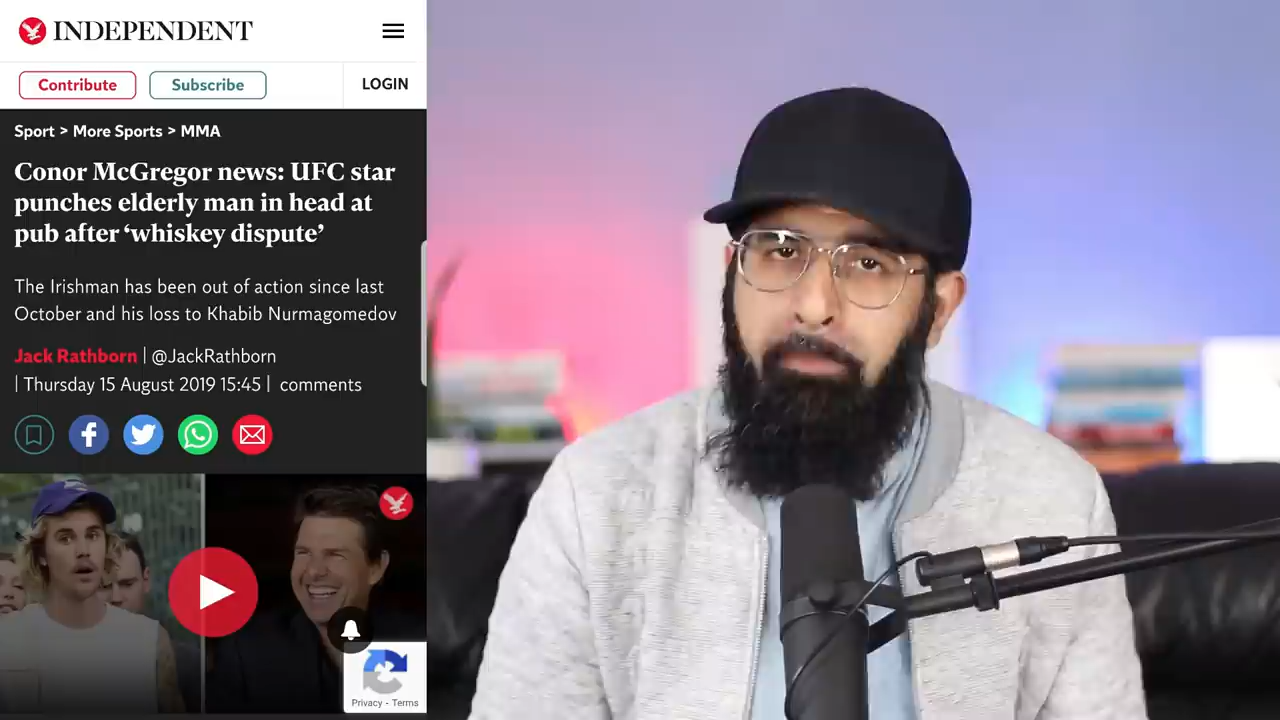 INDEPENDENT
Contribute
Subscribe
LOGIN
Sport > More Sports > MMA
Conor McGregor news: UFC star
punches elderly man in head at
pub after ‘whiskey dispute’
The Irishman has been out of action since last
October and his loss to Khabib Nurmagomedov
Jack Rathborn | @JackRathborn
| Thursday 15 August 2019 15:45 | comments
Privacy - Terms